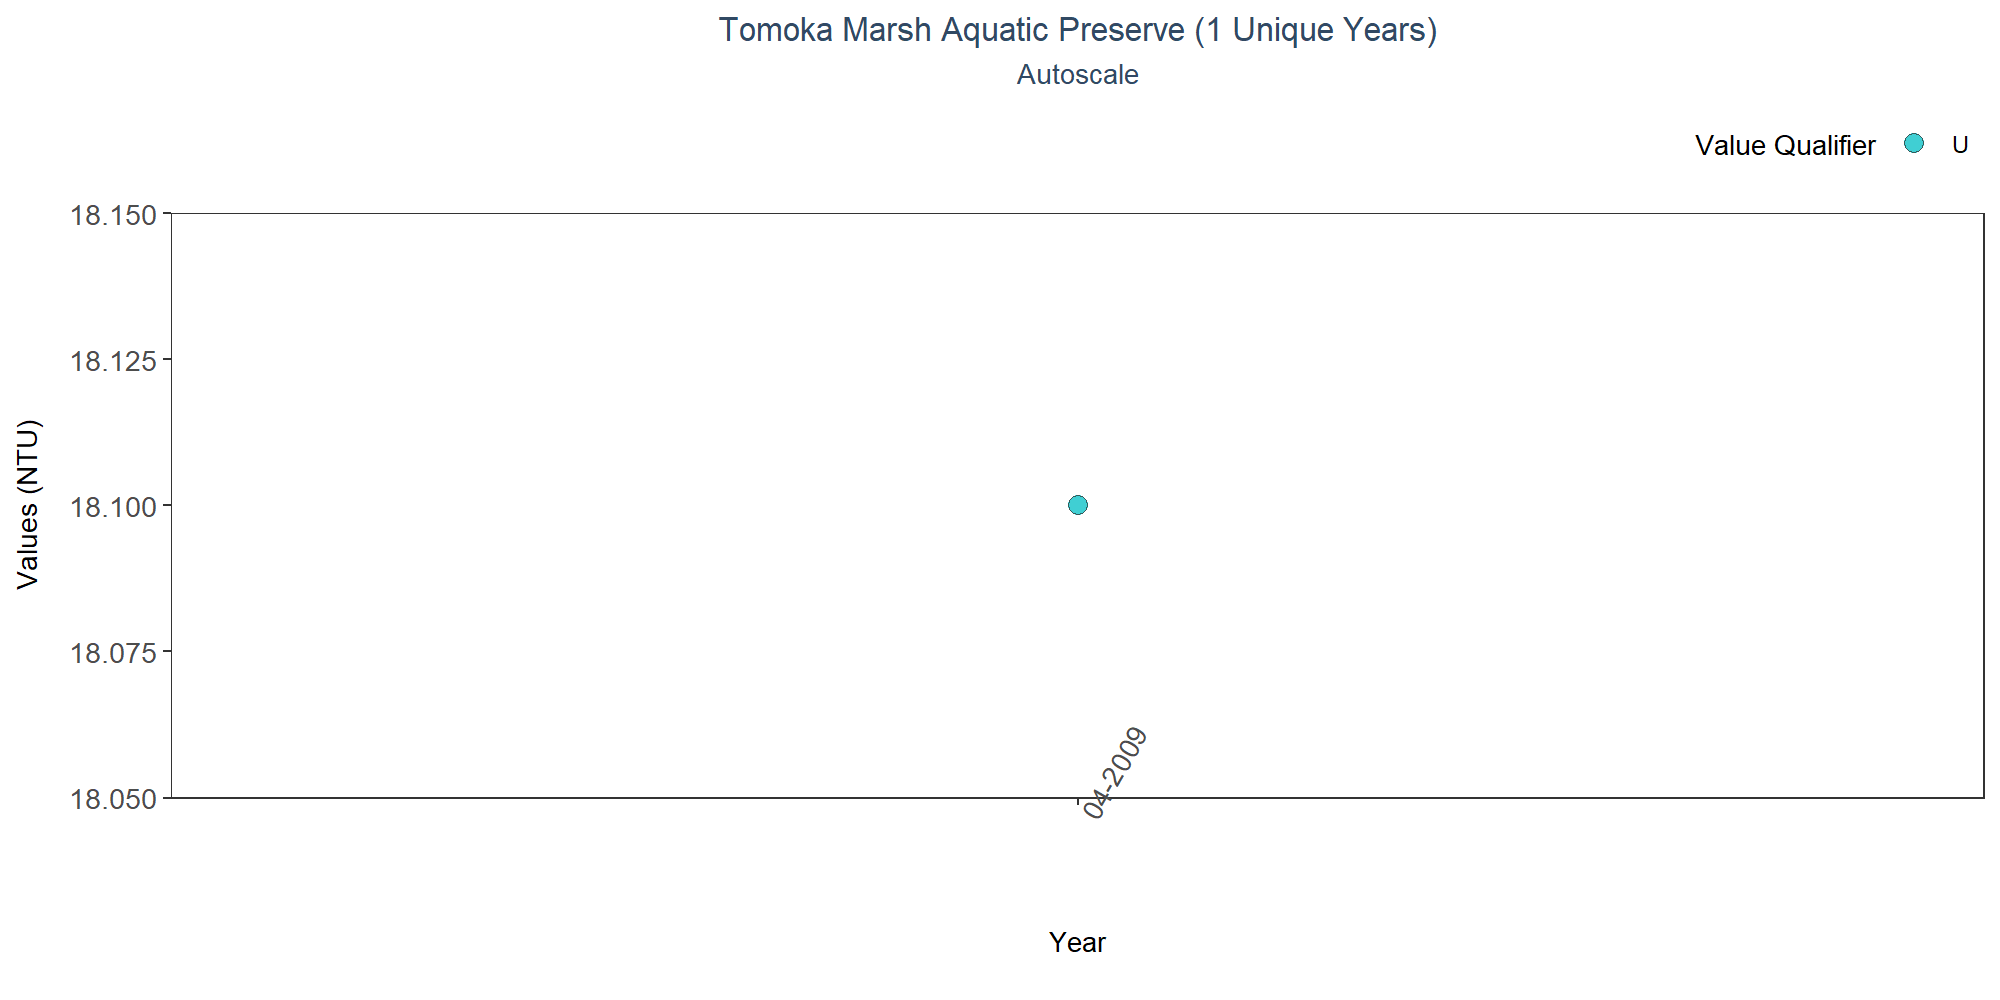 Tomoka Marsh Aquatic Preserve (1 Unique Years)
Autoscale
Value Qualifier U
18.150
18.125
18.100
18.075
18.050
Values (NTU)
04-2009
Year